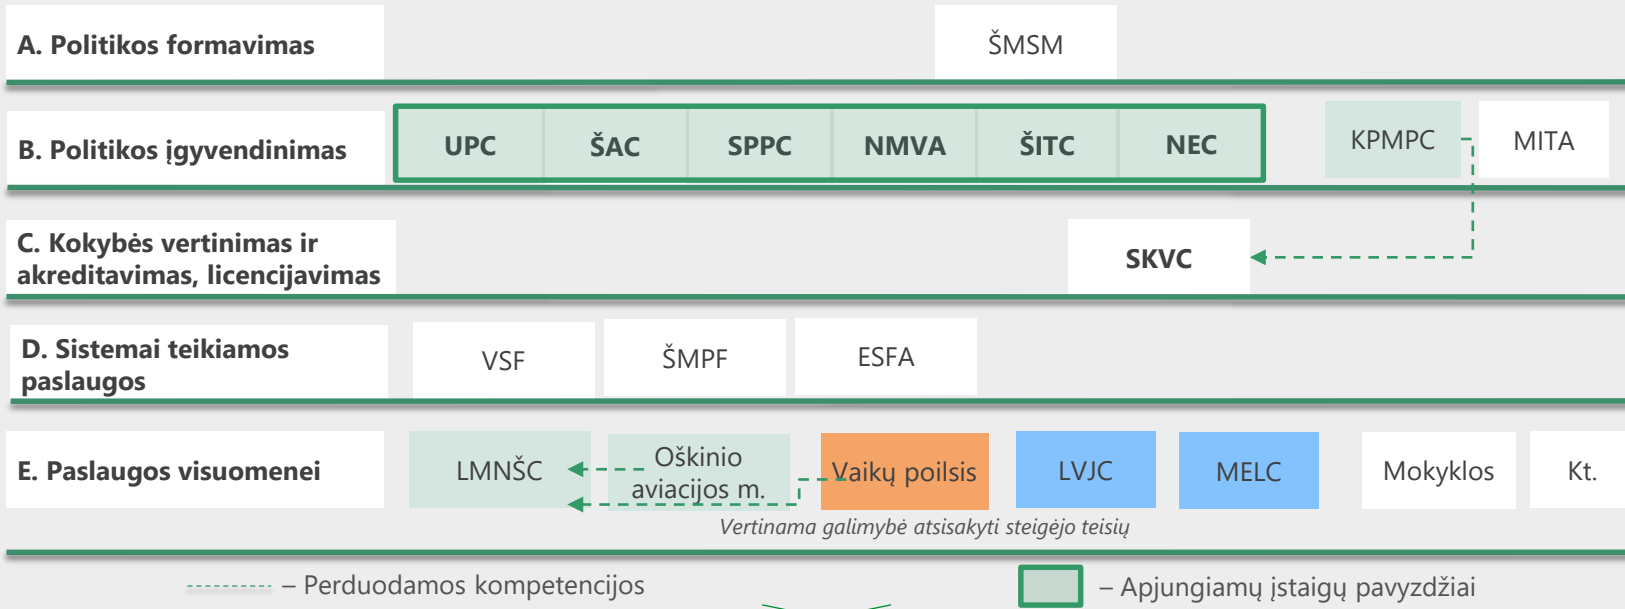 A. Politikos formavimas
ŠMSM
B. Politikos įgyvendinimas
UPC
ŠAC
SPPC
NMVA
ŠITC
NEC
KPMPC
MITA
C. Kokybės vertinimas ir
akreditavimas, licencijavimas
SKVC
D. Sistemai teikiamos
paslaugos
VSF
ŠMPF
ESFA
E. Paslaugos visuomenei
LMNŠC
Oškinio
aviacijos m.
Vaikų poilsis
LVJC
MELC
Mokyklos
Kt.
Vertinama galimybė atsisakyti steigėjo teisių
– Perduodamos kompetencijos
– Apjungiamų įstaigų pavyzdžiai